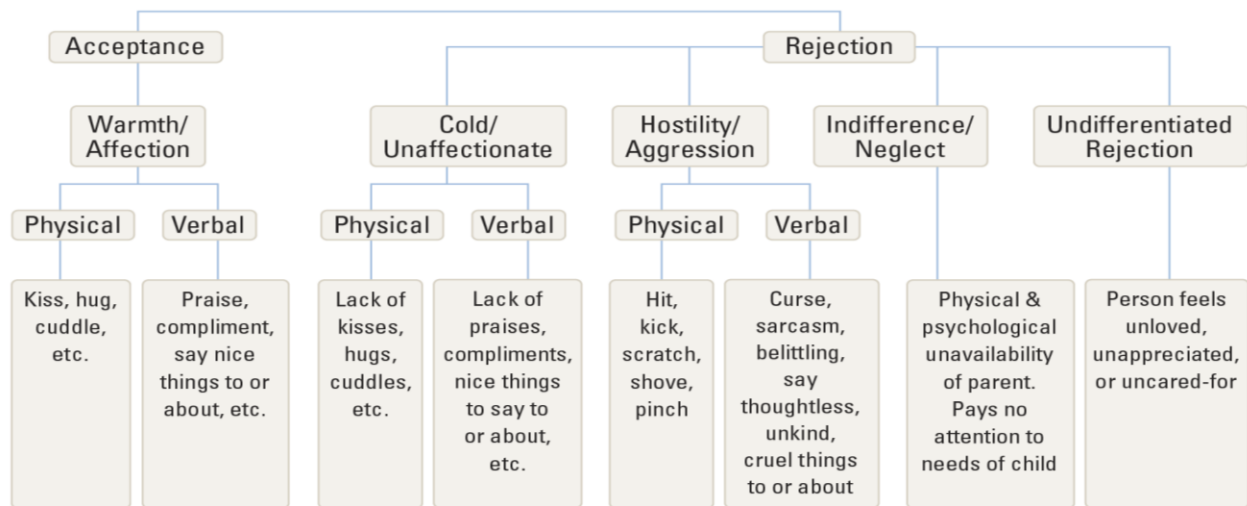 Acceptance
Rejection
Warmth/
Affection
Cold/
Unaffectionate
Hostility/
Aggression
Indifference/
Neglect
Undifferentiated
Rejection
Physical
Verbal
Physical
Verbal
Physical
Verbal
Kiss, hug,
cuddle,
etc.
Praise,
compliment,
say nice
things to or
about, etc.
Lack of
kisses,
hugs,
cuddles,
etc.
Lack of
praises,
compliments,
nice things
to say to
or about,
etc.
Hit,
kick,
scratch,
shove,
pinch
Curse,
sarcasm,
belittling,
say
thoughtless,
unkind,
cruel things
to or about
Physical &
psychological
unavailability
of parent.
Pays no
attention to
needs of child
Person feels
unloved,
unappreciated,
or uncared-for